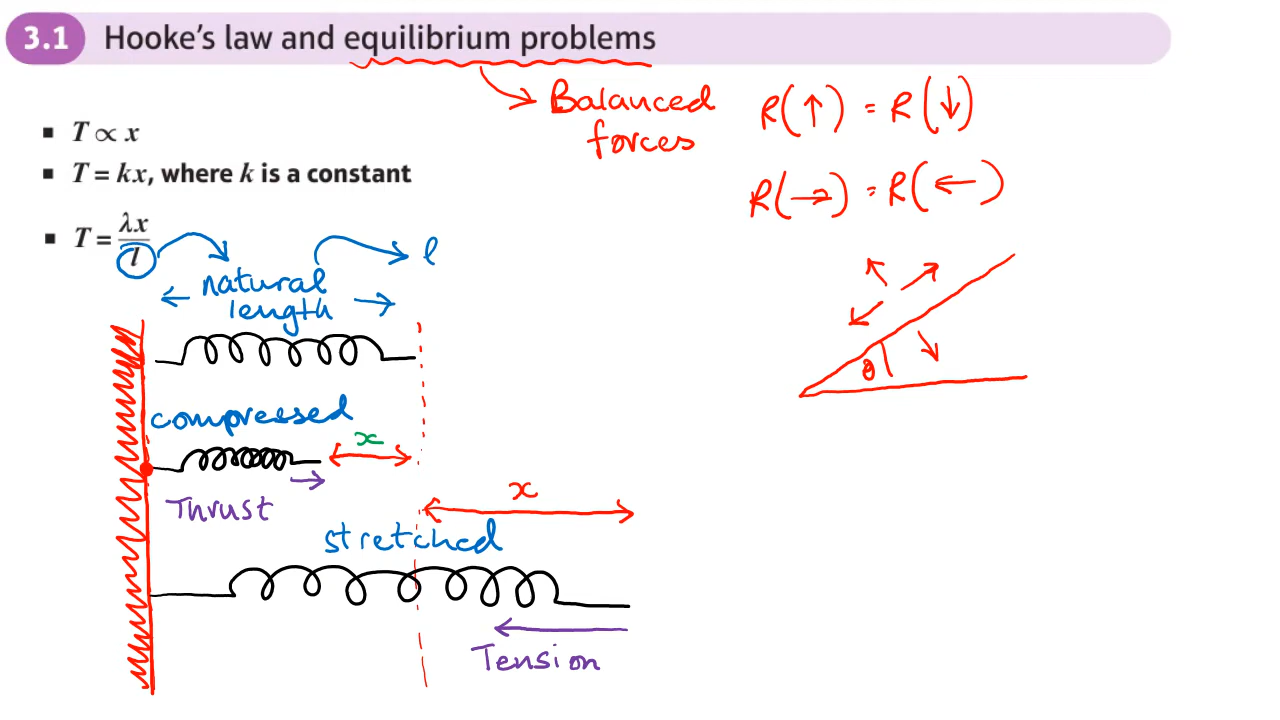 3.1 Hooke's law and equilibrium problems
Balanced forces
R(↑) = R(↓)
R(→) = R(←)
▪ T ∝ x
▪ T = kx, where k is a constant
▪ T = λx/l
natural length
ℓ
θ
compressed
x
Thrust
x
stretched
Tension